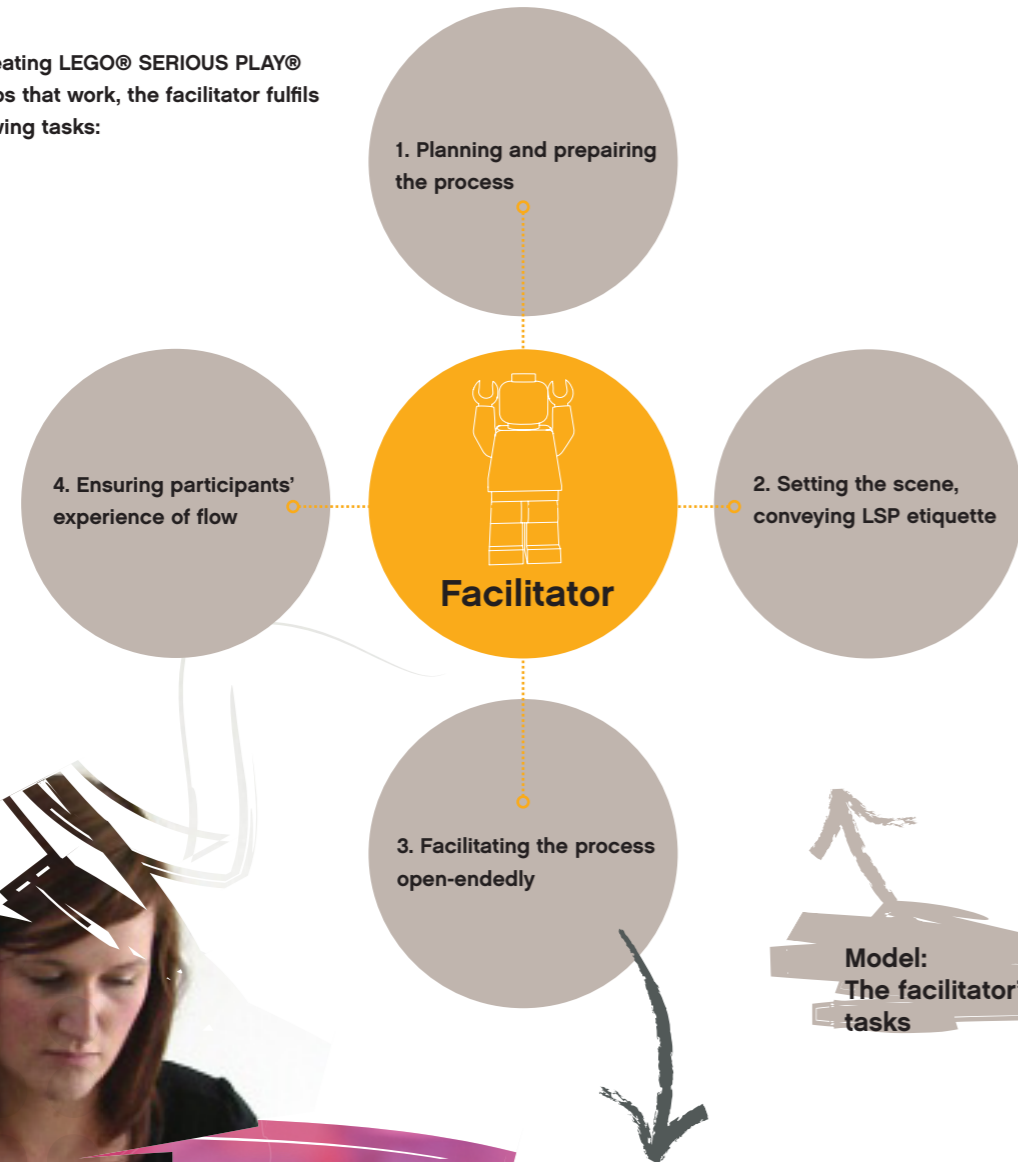 eating LEGO® SERIOUS PLAY®
ps that work, the facilitator fulfils
wing tasks:
1. Planning and prepairing
the process
4. Ensuring participants'
experience of flow
2. Setting the scene,
conveying LSP etiquette
Facilitator
3. Facilitating the process
open-endedly
Model:
The facilitator'
tasks